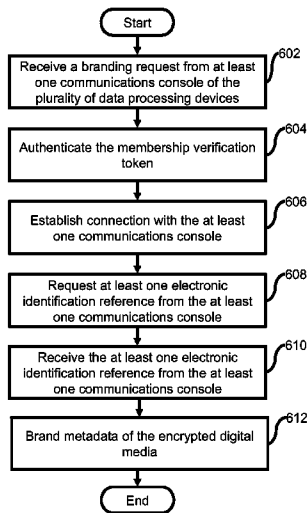 Start
602
Receive a branding request from at least
one communications console of the
plurality of data processing devices
604
Authenticate the membership verification
token
606
Establish connection with the at least
one communications console
608
Request at least one electronic
identification reference from the at least
one communications console
610
Receive the at least one electronic
identification reference from the at least
one communications console
612
Brand metadata of the encrypted digital
media
End